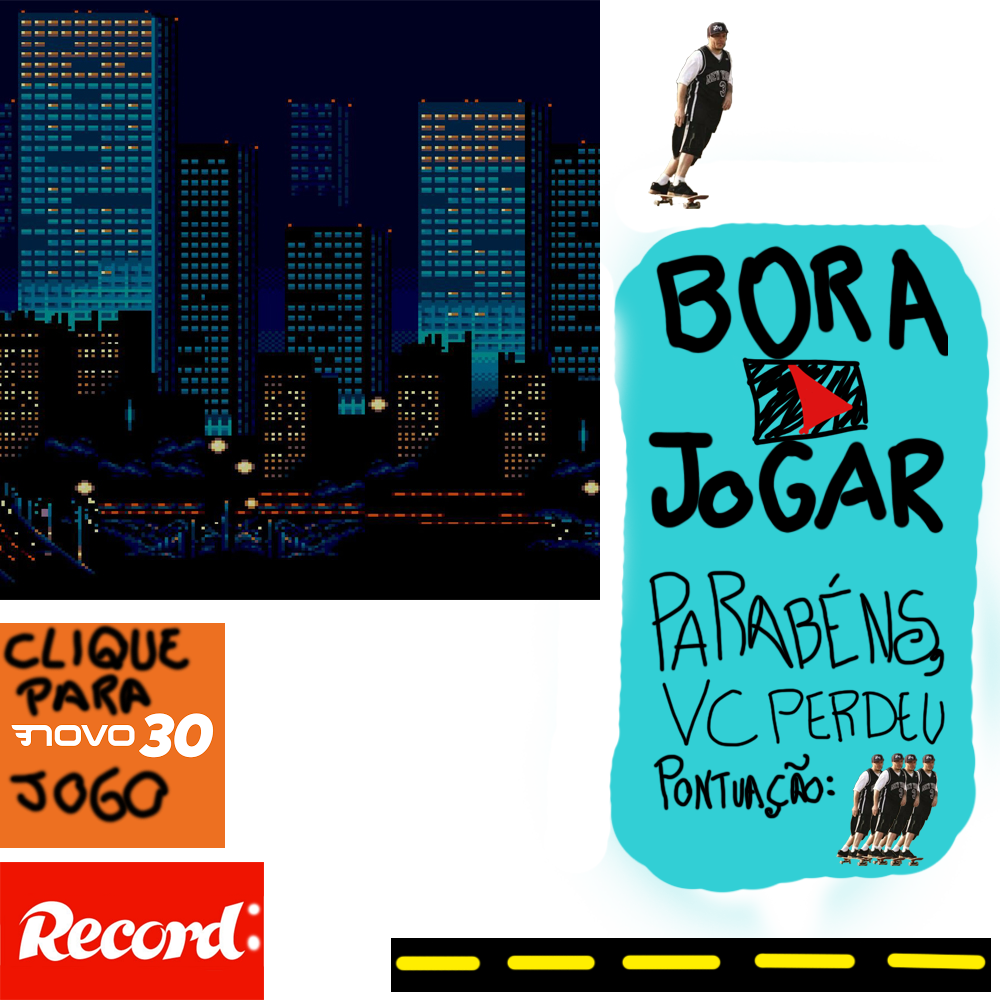 BORA
JOGAR
PARABÉNS,
VC PERDEU
PONTUAÇÃO:
CLIQUE
PARA
NOVO 30
JOGO
Record: